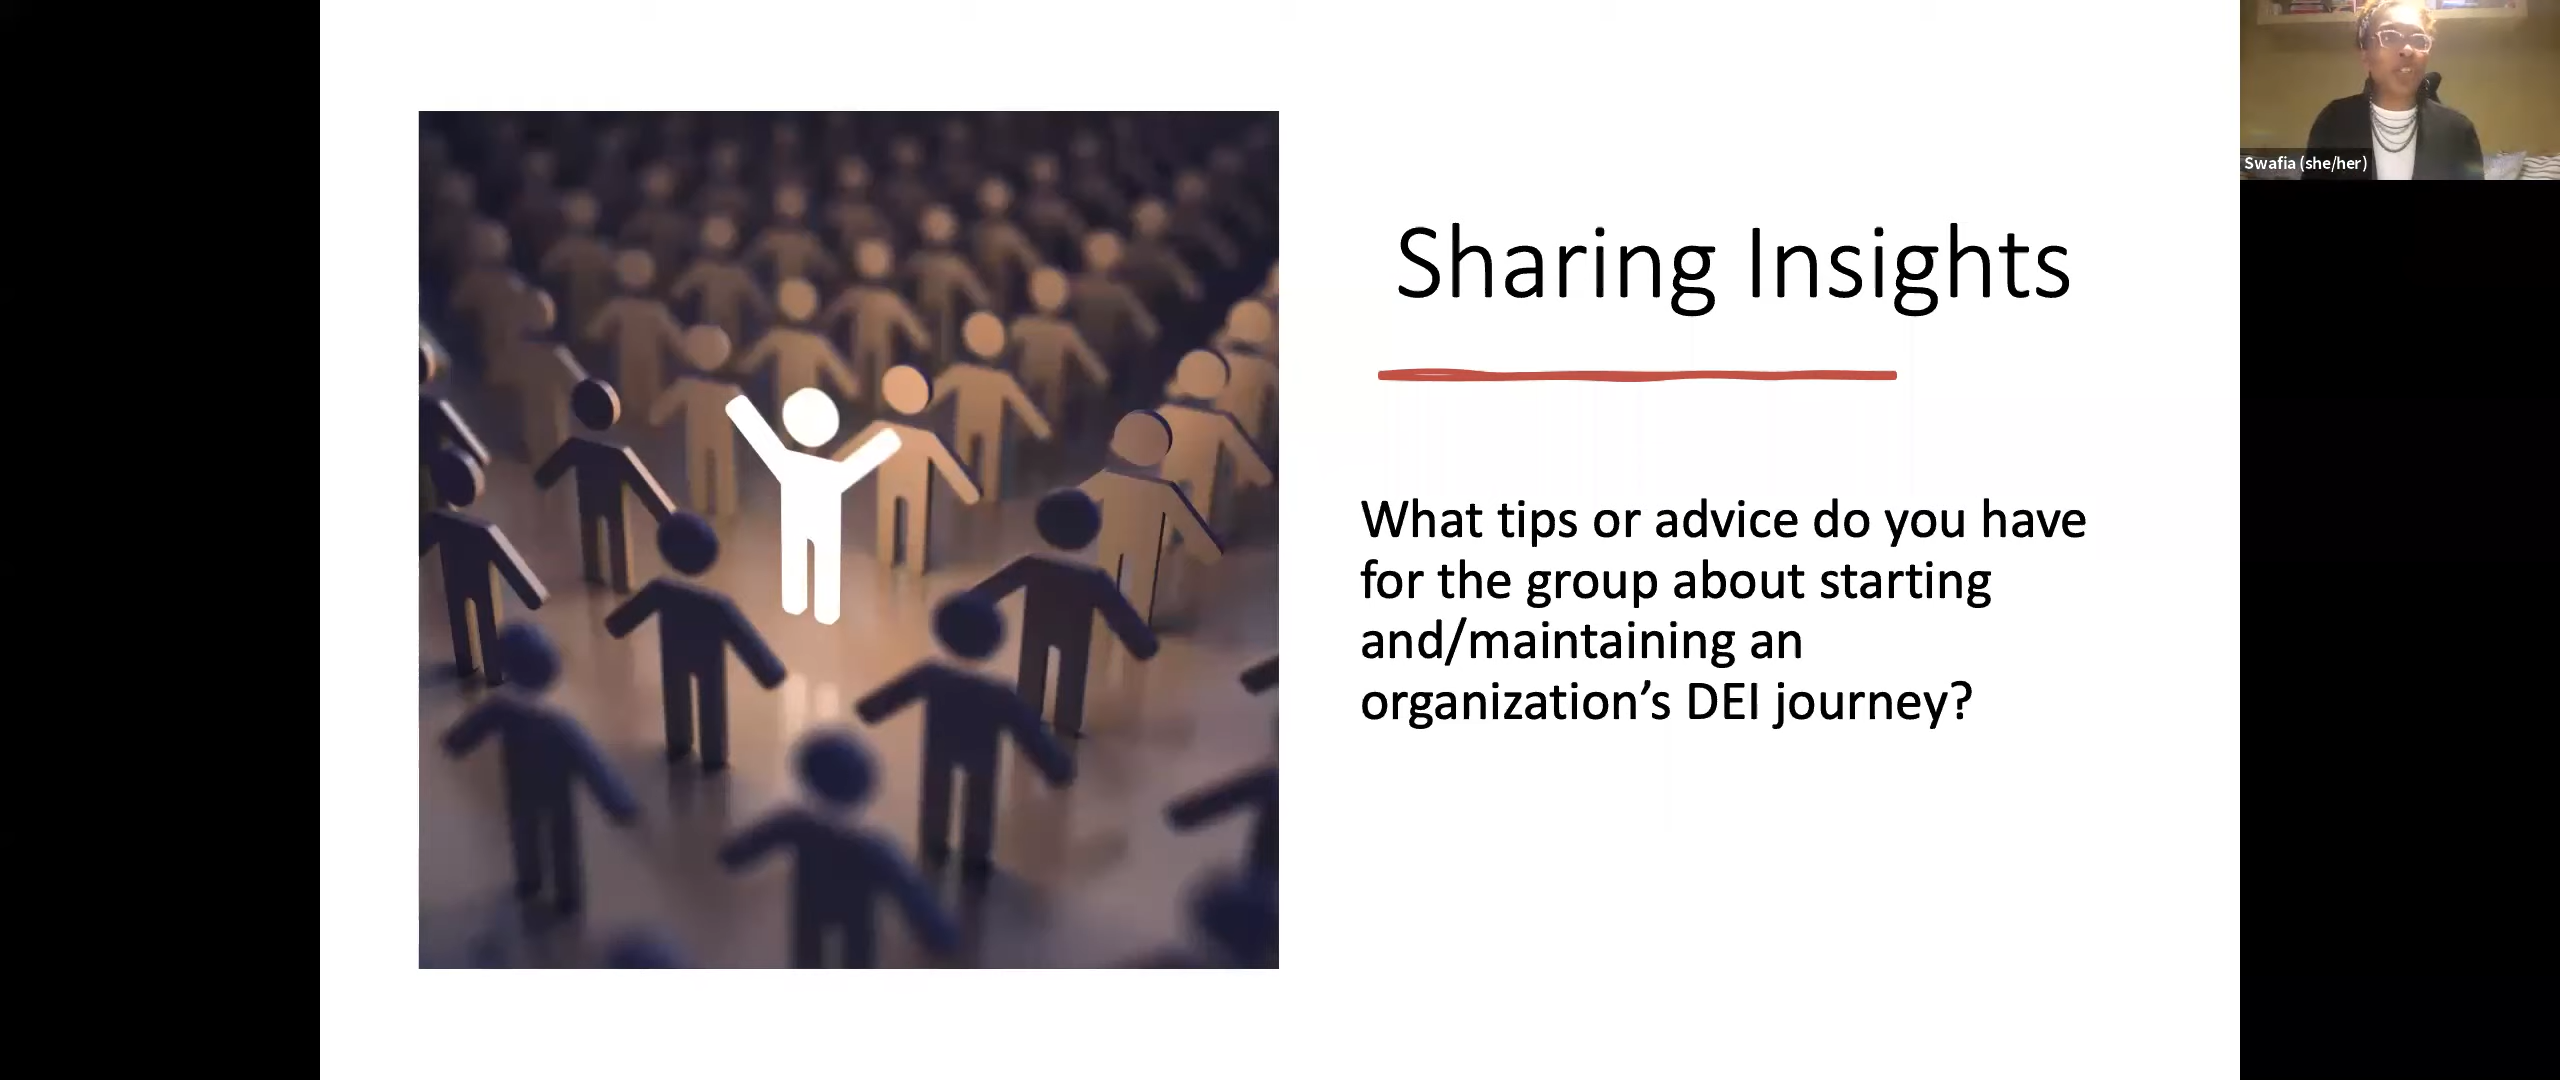 Swafia (she/her)
Sharing Insights
What tips or advice do you have
for the group about starting
and/maintaining an
organization’s DEI journey?